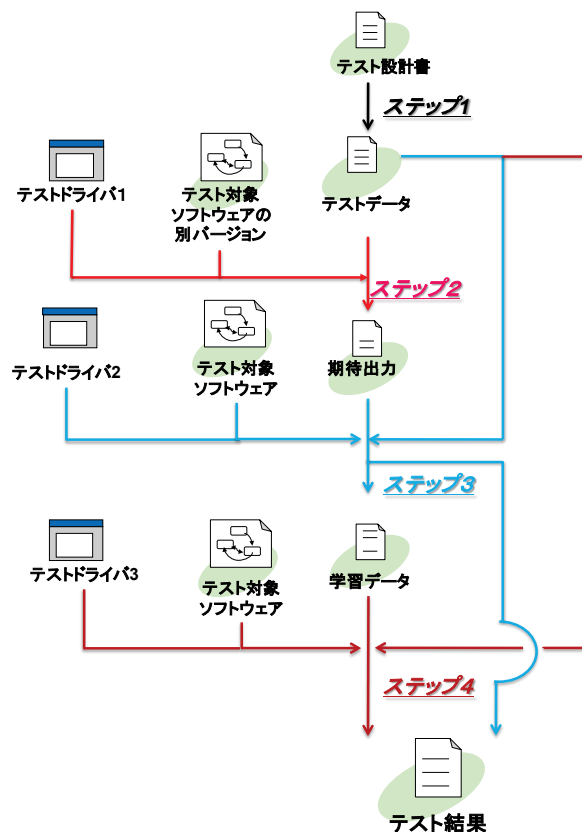 テスト設計書
ステップ1
テストドライバ1
テスト対象
ソフトウェアの
別バージョン
テストデータ
ステップ2
テストドライバ2
テスト対象
ソフトウェア
期待出力
ステップ3
テストドライバ3
テスト対象
ソフトウェア
学習データ
ステップ4
テスト結果